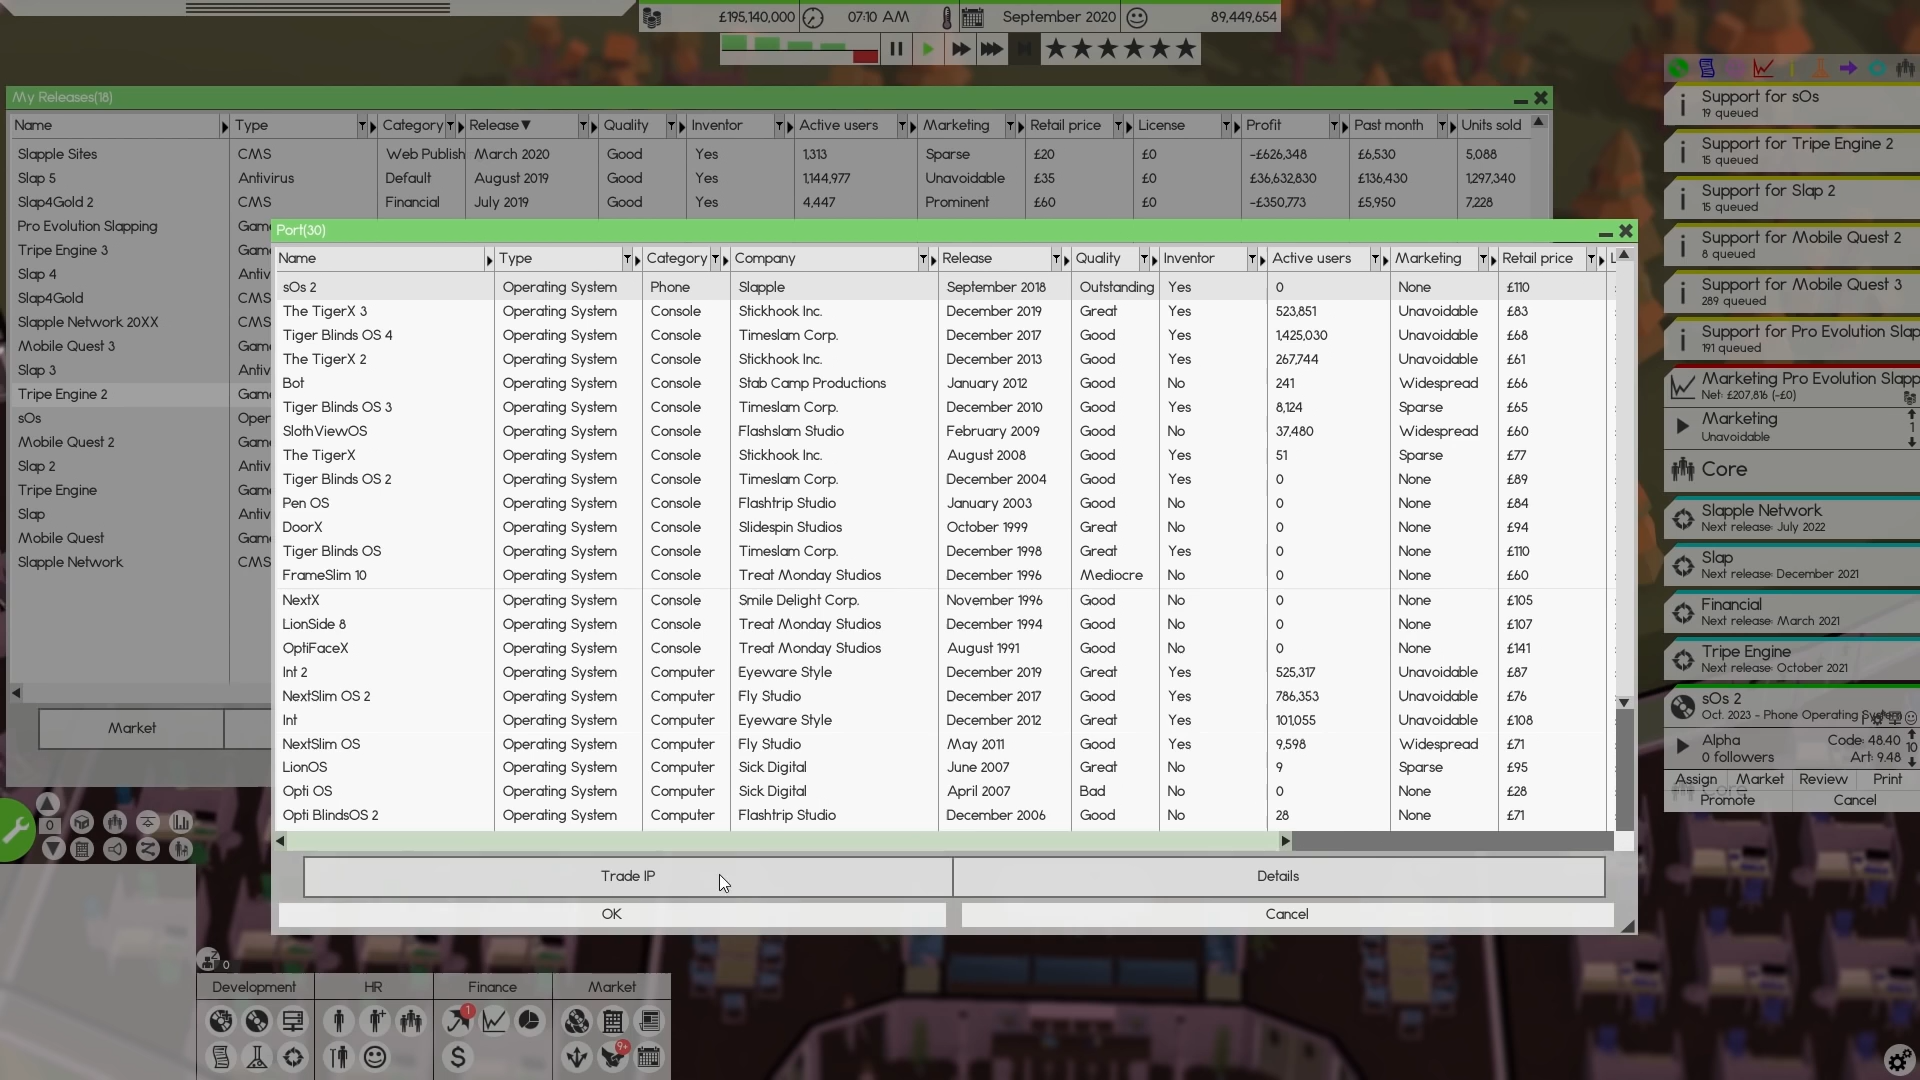 £195,140,000 07:10 AM September 2020 89,449,654
My Releases(18)
Name Type Category Release▼ Quality Inventor Active users Marketing Retail price License Profit Past month Units sold
Slapple Sites CMS Web Publish March 2020 Good Yes 1,313 Sparse £20 £0 -£626,348 £6,530 5,088
Slap 5 Antivirus Default August 2019 Good Yes 1,144,977 Unavoidable £35 £0 £36,632,830 £136,430 1,297,340
Slap4Gold 2 CMS Financial July 2019 Good Yes 4,447 Prominent £60 £0 -£350,773 £5,950 7,228
Pro Evolution Slapping Gam
Tripe Engine 3 Gam
Slap 4 Antiv
Slap4Gold CMS
Slapple Network 20XX CMS
Mobile Quest 3 Gam
Slap 3 Antiv
Tripe Engine 2 Gam
sOs Oper
Mobile Quest 2 Gam
Slap 2 Antiv
Tripe Engine Gam
Slap Antiv
Mobile Quest Gam
Slapple Network CMS
Market
Port(30)
Name Type Category Company Release Quality Inventor Active users Marketing Retail price L
sOs 2 Operating System Phone Slapple September 2018 Outstanding Yes 0 None £110
The TigerX 3 Operating System Console Stickhook Inc. December 2019 Great Yes 523,851 Unavoidable £83
Tiger Blinds OS 4 Operating System Console Timeslam Corp. December 2017 Good Yes 1,425,030 Unavoidable £68
The TigerX 2 Operating System Console Stickhook Inc. December 2013 Good Yes 267,744 Unavoidable £61
Bot Operating System Console Stab Camp Productions January 2012 Good No 241 Widespread £66
Tiger Blinds OS 3 Operating System Console Timeslam Corp. December 2010 Good Yes 8,124 Sparse £65
SlothViewOS Operating System Console Flashslam Studio February 2009 Good No 37,480 Widespread £60
The TigerX Operating System Console Stickhook Inc. August 2008 Good Yes 51 Sparse £77
Tiger Blinds OS 2 Operating System Console Timeslam Corp. December 2004 Good Yes 0 None £89
Pen OS Operating System Console Flashtrip Studio January 2003 Good No 0 None £84
DoorX Operating System Console Slidespin Studios October 1999 Great No 0 None £94
Tiger Blinds OS Operating System Console Timeslam Corp. December 1998 Great Yes 0 None £110
FrameSlim 10 Operating System Console Treat Monday Studios December 1996 Mediocre No 0 None £60
NextX Operating System Console Smile Delight Corp. November 1996 Good No 0 None £105
LionSide 8 Operating System Console Treat Monday Studios December 1994 Good No 0 None £107
OptiFaceX Operating System Console Treat Monday Studios August 1991 Good No 0 None £141
Int 2 Operating System Computer Eyeware Style December 2019 Great Yes 525,317 Unavoidable £87
NextSlim OS 2 Operating System Computer Fly Studio December 2017 Good Yes 786,353 Unavoidable £76
Int Operating System Computer Eyeware Style December 2012 Great Yes 101,055 Unavoidable £108
NextSlim OS Operating System Computer Fly Studio May 2011 Good Yes 9,598 Widespread £71
LionOS Operating System Computer Sick Digital June 2007 Great No 9 Sparse £95
Opti OS Operating System Computer Sick Digital April 2007 Bad No 0 None £28
Opti BlindsOS 2 Operating System Computer Flashtrip Studio December 2006 Good No 28 None £71
Trade IP Details
OK Cancel
Support for sOs
19 queued
Support for Tripe Engine 2
15 queued
Support for Slap 2
15 queued
Support for Mobile Quest 2
8 queued
Support for Mobile Quest 3
289 queued
Support for Pro Evolution Slap
191 queued
Marketing Pro Evolution Slapp
Net: £207,816 (-£0)
Marketing
Unavoidable
1
Core
Slapple Network
Next release: July 2022
Slap
Next release: December 2021
Financial
Next release: March 2021
Tripe Engine
Next release: October 2021
sOs 2
Oct. 2023 - Phone Operating System
Alpha Code: 48.40
0 followers Art: 9.48
10
Assign Market Review Print
Core
Promote Cancel
0
z 0
Development HR Finance Market
1
9+
$